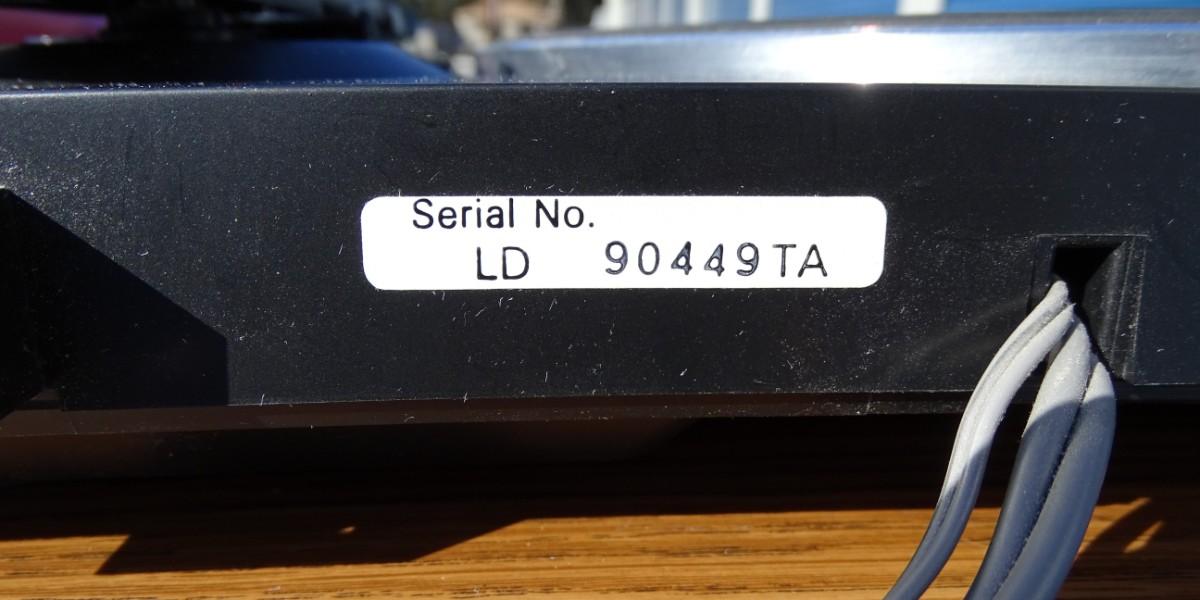 Serial No.
LD 90449TA